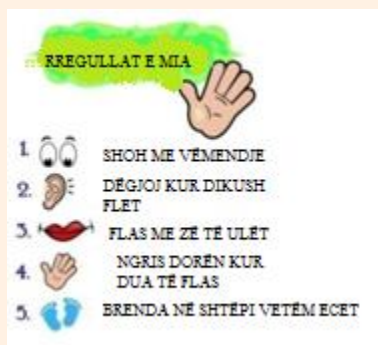 RREGULLAT E MIA
1. SHOH ME VËMENDJE
2. DËGJOJ KUR DIKUSH
FLET
3. FLAS ME ZË TË ULËT
4. NGRIS DORËN KUR
DUA TË FLAS
5. BRENDA NË SHTËPI VETËM ECET